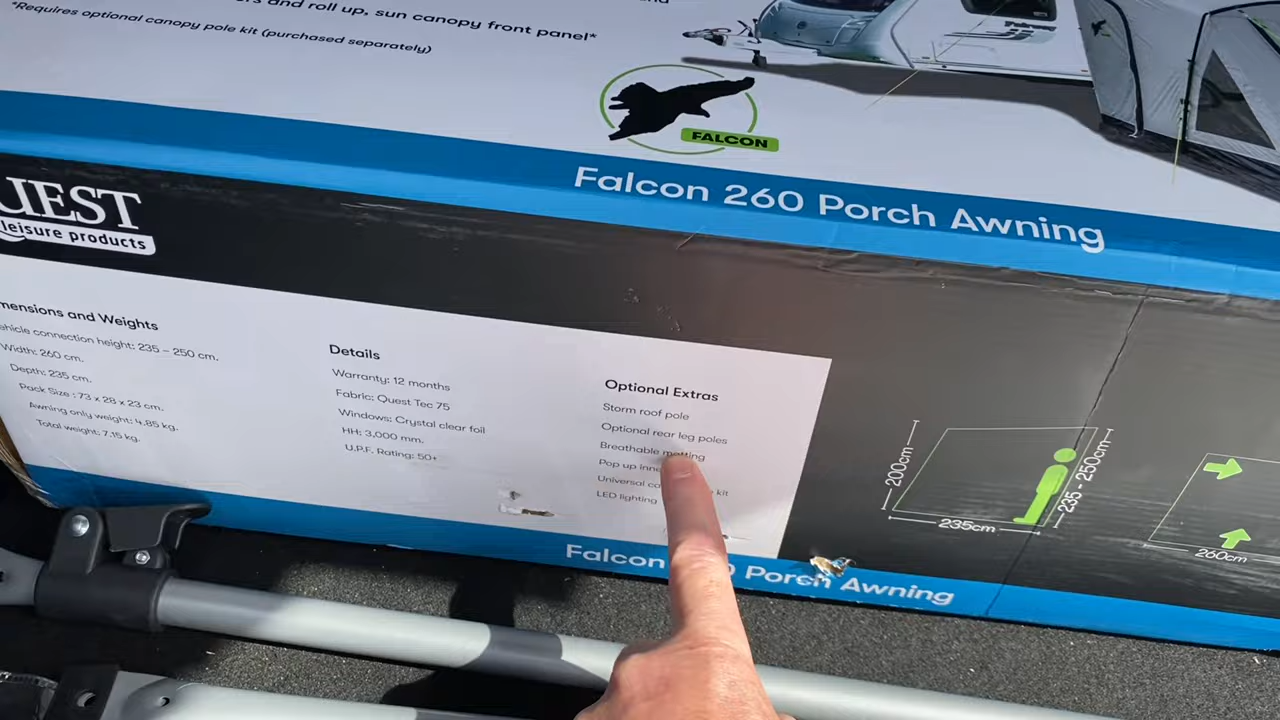 and roll up, sun canopy front panel*
*Requires optional canopy pole kit (purchased separately)
FALCON
Falcon 260 Porch Awning
UEST
leisure products
mensions and Weights
ehicle connection height: 235 – 250 cm.
Width: 260 cm.
Depth: 235 cm.
Pack Size : 73 x 28 x 23 cm.
Awning only weight: 4.85 kg.
Total weight: 7.15 kg.
Details
Warranty: 12 months
Fabric: Quest Tec 75
Windows: Crystal clear foil
HH: 3,000 mm.
U.P.F. Rating: 50+
Optional Extras
Storm roof pole
Optional rear leg poles
Breathable matting
Pop up inne
Universal ca kit
LED lighting
200cm
235cm
235 - 250cm
260cm
Falcon 0 Porch Awning